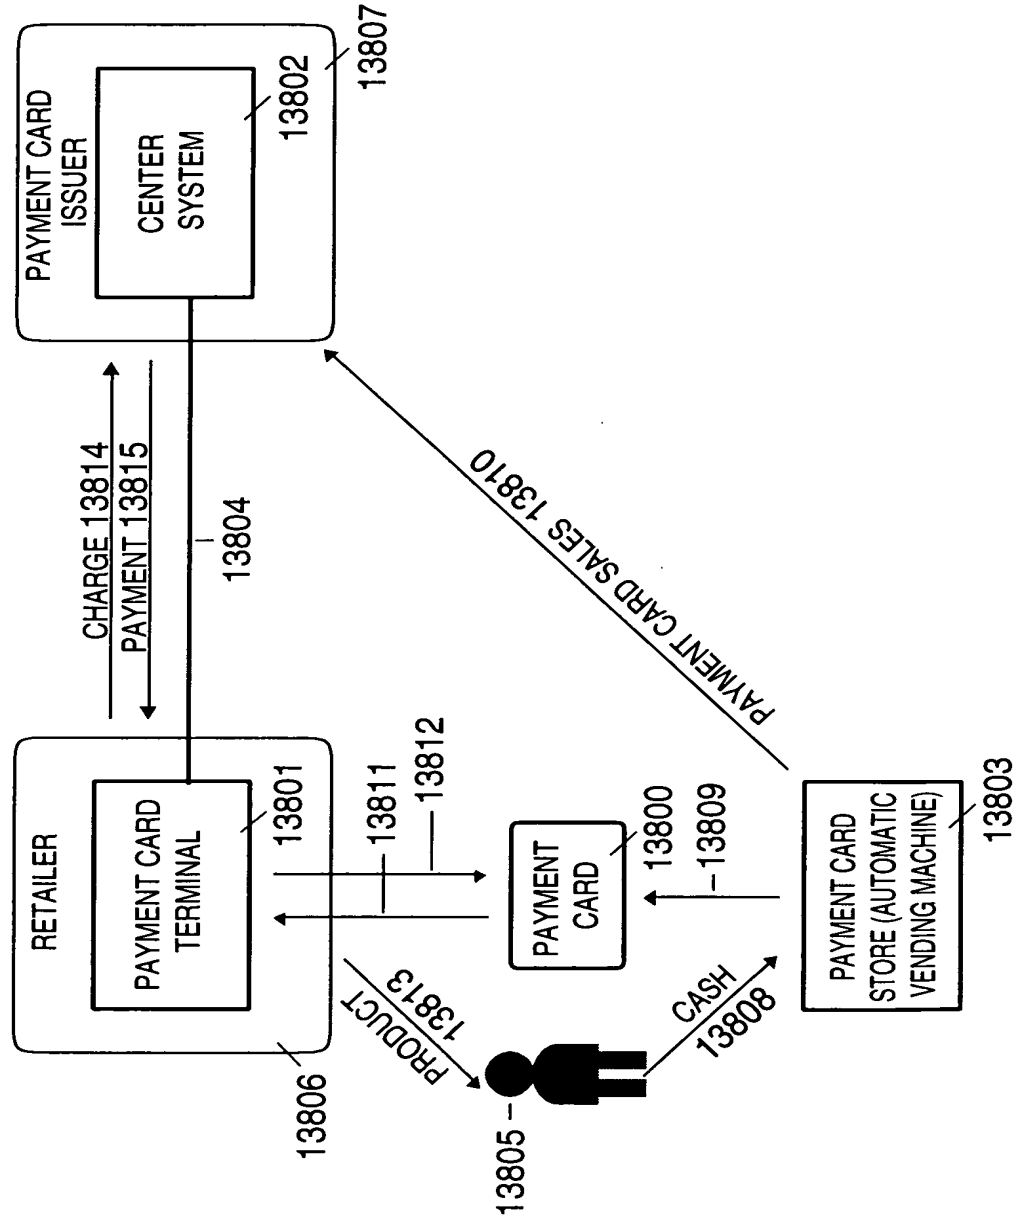 PAYMENT CARD
ISSUER
CENTER
SYSTEM
13802
13807
CHARGE 13814
PAYMENT 13815
13804
PAYMENT CARD SALES 13810
RETAILER
PAYMENT CARD
TERMINAL
13801
13806
13811
13812
PRODUCT
13813
13805
PAYMENT
CARD
13800
13809
CASH
13808
PAYMENT CARD
STORE (AUTOMATIC
VENDING MACHINE)
13803